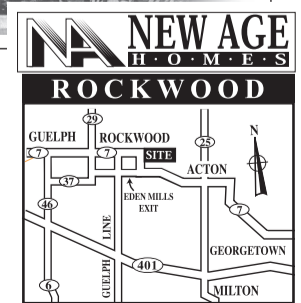 NA NEW AGE
H·O·M·E·S
ROCKWOOD
29
GUELPH ROCKWOOD
N
7 7 SITE 25
ACTON
37
EDEN MILLS
EXIT
46
7
GUELPH LINE
GEORGETOWN
401
6
MILTON